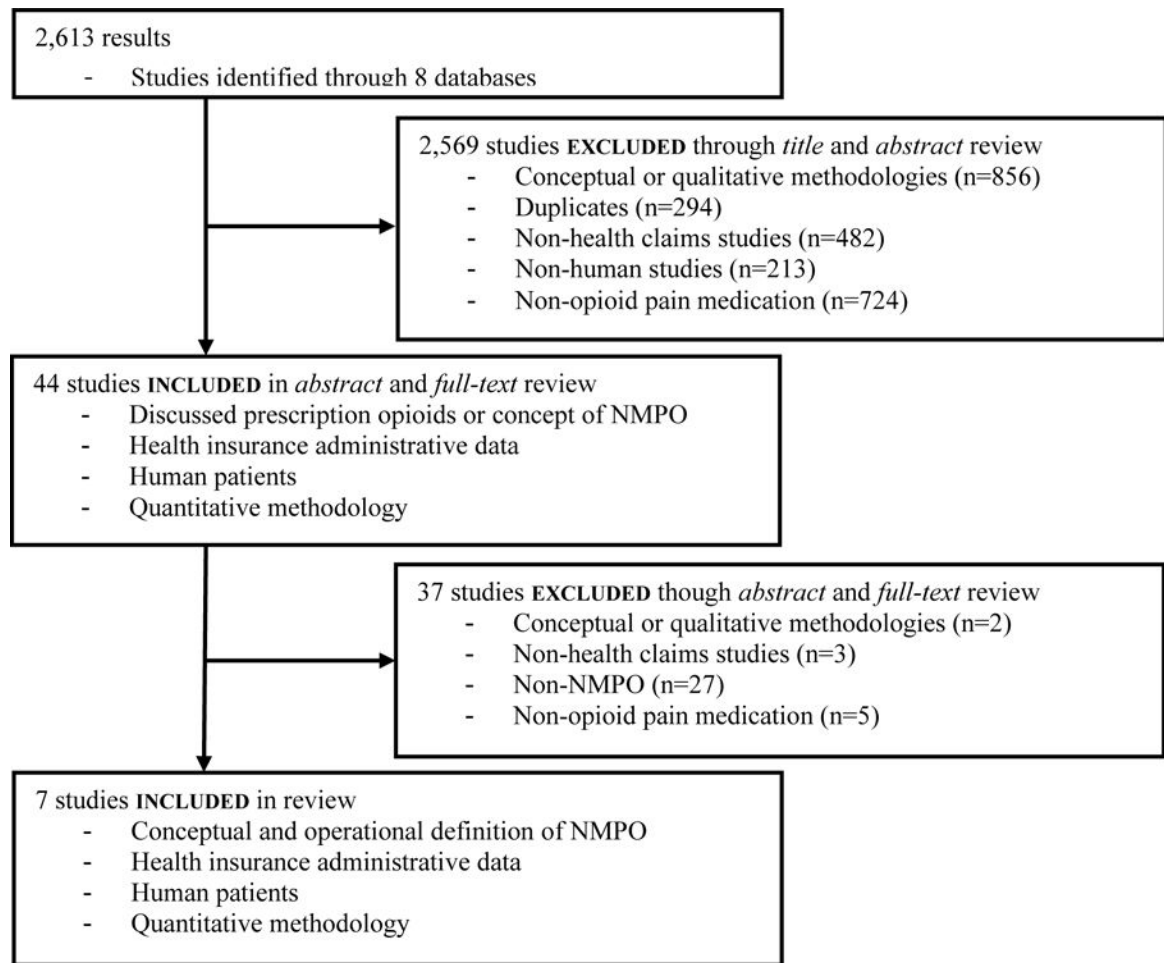 2,613 results
- Studies identified through 8 databases
2,569 studies EXCLUDED through title and abstract review
- Conceptual or qualitative methodologies (n=856)
- Duplicates (n=294)
- Non-health claims studies (n=482)
- Non-human studies (n=213)
- Non-opioid pain medication (n=724)
44 studies INCLUDED in abstract and full-text review
- Discussed prescription opioids or concept of NMPO
- Health insurance administrative data
- Human patients
- Quantitative methodology
37 studies EXCLUDED though abstract and full-text review
- Conceptual or qualitative methodologies (n=2)
- Non-health claims studies (n=3)
- Non-NMPO (n=27)
- Non-opioid pain medication (n=5)
7 studies INCLUDED in review
- Conceptual and operational definition of NMPO
- Health insurance administrative data
- Human patients
- Quantitative methodology